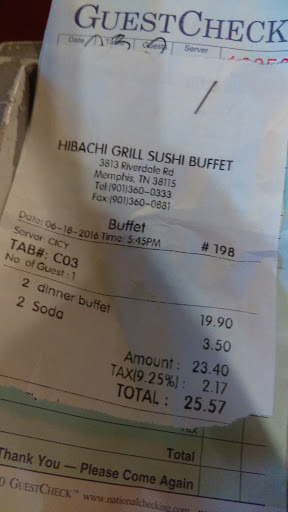 GUESTCHECK
Date Guests Server
HIBACHI GRILL SUSHI BUFFET
3813 Riverdale Rd
Memphis, TN 38115
Tel:(901)360-0333
Fax:(901)360-0881
Buffet
Date: 06-18-2016 Time: 5:45PM # 198
Server: CICY
TAB#: C03
No. of Guest : 1
2 dinner buffet 19.90
2 Soda 3.50
Amount : 23.40
TAX(9.25%) : 2.17
TOTAL : 25.57
Total
Thank You — Please Come Again
GUESTCHECK™ www.nationalchecking.com